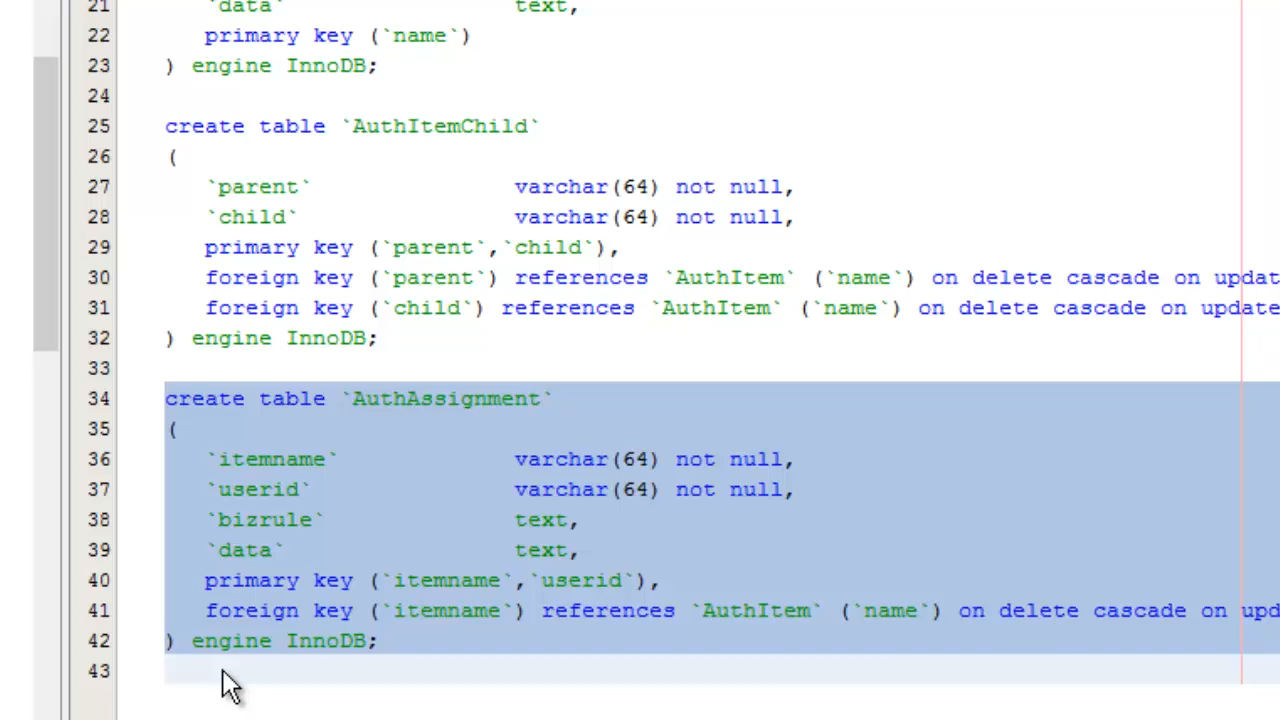 21 `data` text,
22 primary key (`name`)
23 ) engine InnoDB;
24
25 create table `AuthItemChild`
26 (
27 `parent` varchar(64) not null,
28 `child` varchar(64) not null,
29 primary key (`parent`,`child`),
30 foreign key (`parent`) references `AuthItem` (`name`) on delete cascade on updat
31 foreign key (`child`) references `AuthItem` (`name`) on delete cascade on update
32 ) engine InnoDB;
33
34 create table `AuthAssignment`
35 (
36 `itemname` varchar(64) not null,
37 `userid` varchar(64) not null,
38 `bizrule` text,
39 `data` text,
40 primary key (`itemname`,`userid`),
41 foreign key (`itemname`) references `AuthItem` (`name`) on delete cascade on upd
42 ) engine InnoDB;
43